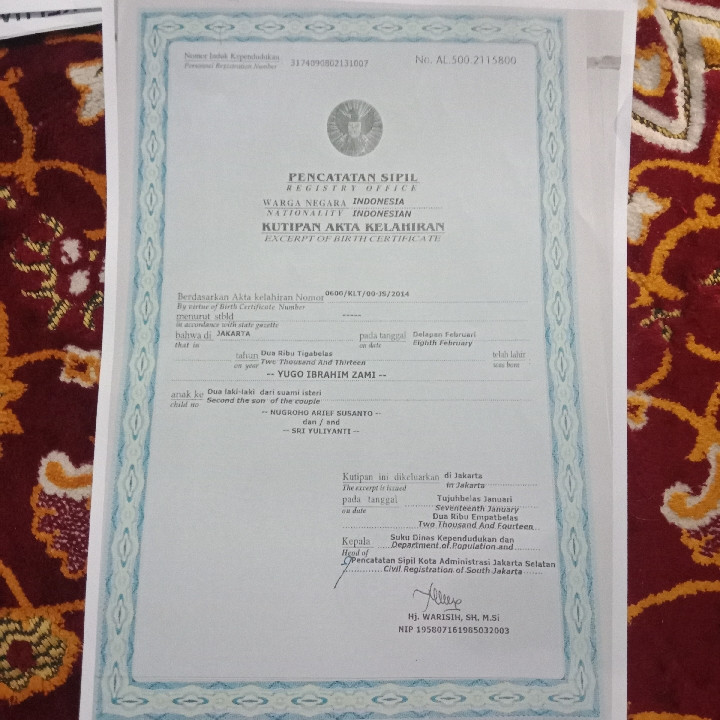 Nomor Induk Kependudukan 3174090802131007 No. AL.500.2115800
Personal Registration Number
PENCATATAN SIPIL
REGISTRY OFFICE
WARGA NEGARA INDONESIA
NATIONALITY INDONESIAN
KUTIPAN AKTA KELAHIRAN
EXCERPT OF BIRTH CERTIFICATE
Berdasarkan Akta kelahiran Nomor 0600/KLT/00-JS/2014
By virtue of Birth Certificate Number
menurut stbld -----
in accordance with state gazette
bahwa di JAKARTA pada tanggal Delapan Februari
that in on date Eighth February
tahun Dua Ribu Tigabelas telah lahir
on year Two Thousand And Thirteen was born
-- YUGO IBRAHIM ZAMI --
anak ke Dua laki-laki dari suami isteri
child no Second the son of the couple
-- NUGROHO ARIEF SUSANTO --
dan / and
-- SRI YULIYANTI --
Kutipan ini dikeluarkan di Jakarta
The excerpt is issued in Jakarta
pada tanggal Tujuhbelas Januari
on date Seventeenth January
Dua Ribu Empatbelas
Two Thousand And Fourteen
Kepala Suku Dinas Kependudukan dan
Head of Department of Population and
Pencatatan Sipil Kota Administrasi Jakarta Selatan
Civil Registration of South Jakarta
Hj. WARISIH, SH, M.Si
NIP 195807161985032003